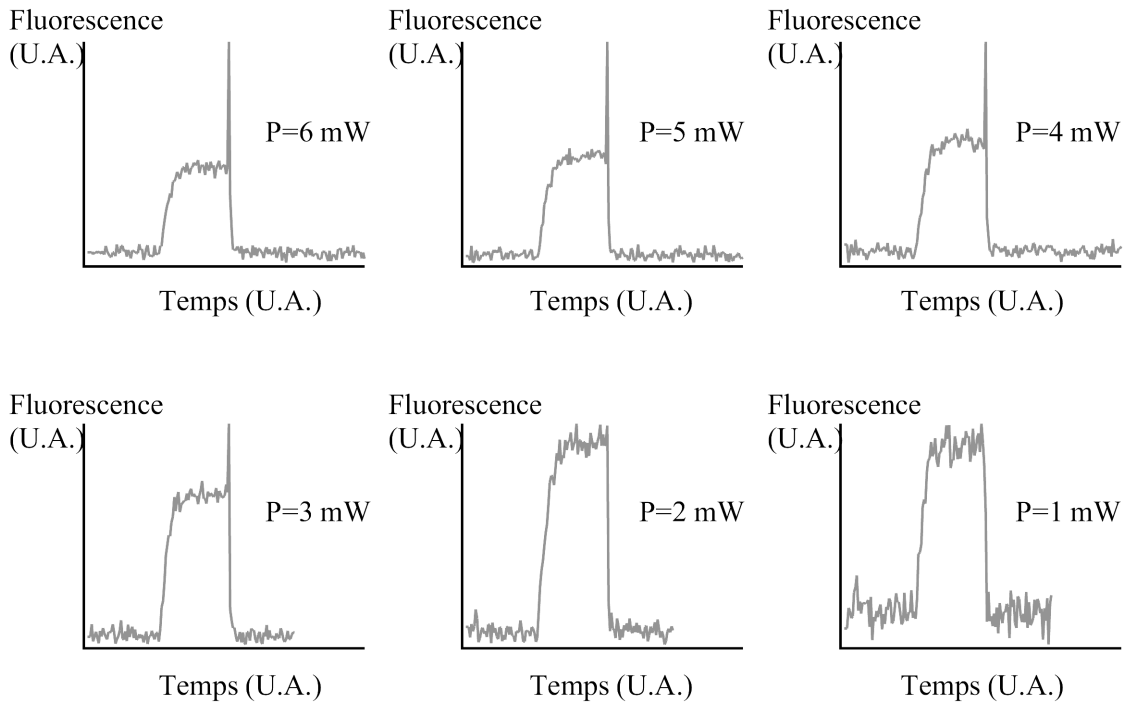 Fluorescence
(U.A.)
P=6 mW
Temps (U.A.)
Fluorescence
(U.A.)
P=5 mW
Temps (U.A.)
Fluorescence
(U.A.)
P=4 mW
Temps (U.A.)
Fluorescence
(U.A.)
P=3 mW
Temps (U.A.)
Fluorescence
(U.A.)
P=2 mW
Temps (U.A.)
Fluorescence
(U.A.)
P=1 mW
Temps (U.A.)